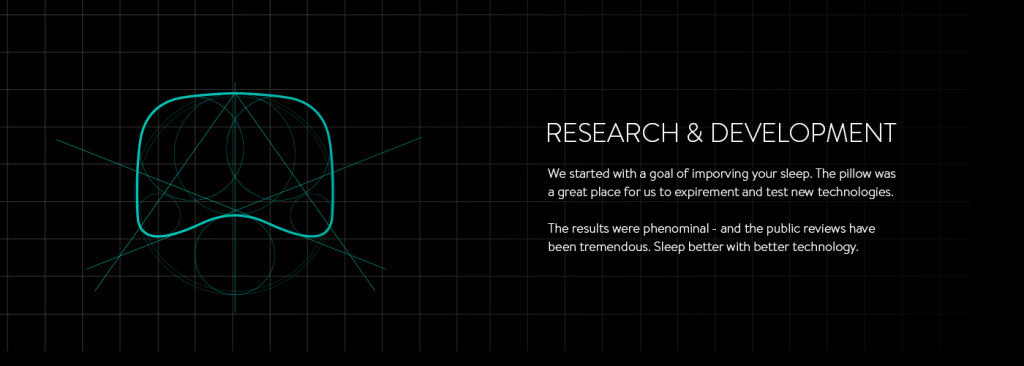 RESEARCH & DEVELOPMENT
We started with a goal of imporving your sleep. The pillow was
a great place for us to expirement and test new technologies.
The results were phenominal - and the public reviews have
been tremendous. Sleep better with better technology.